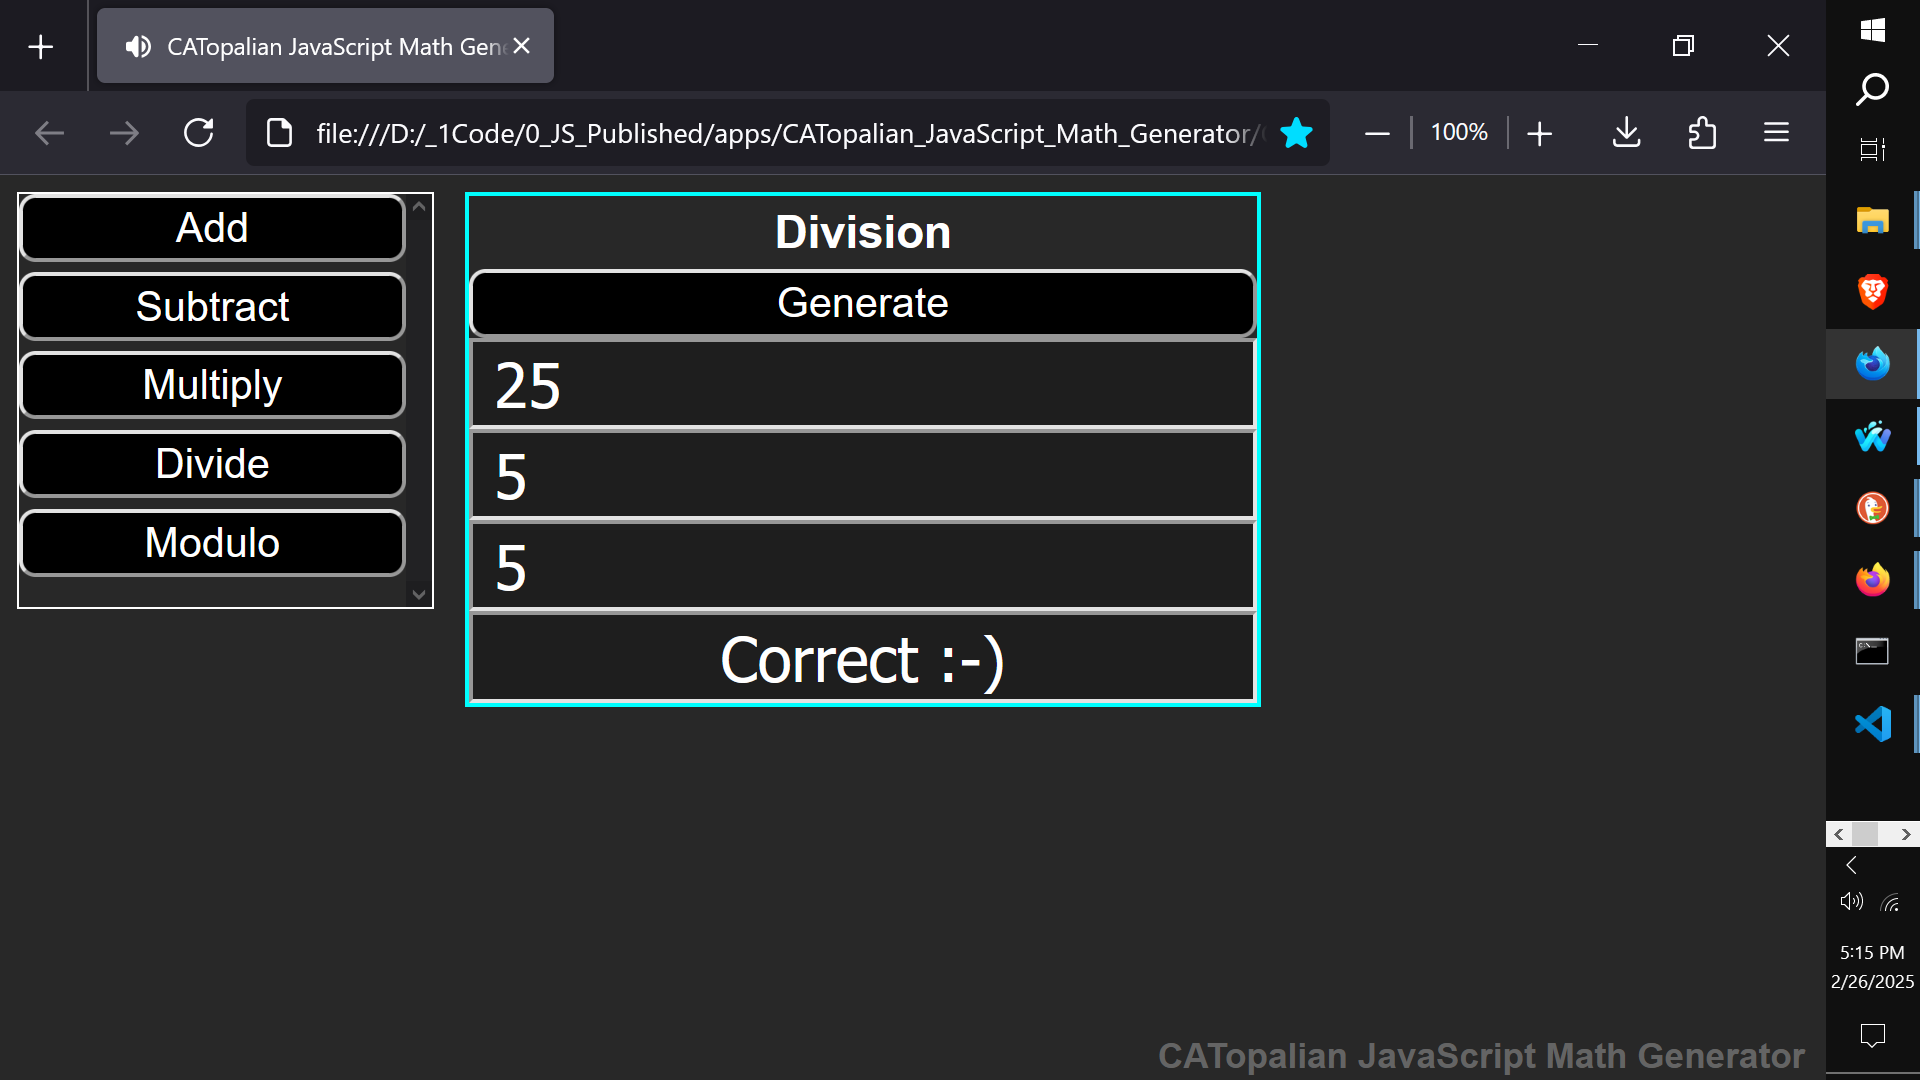 CATopalian JavaScript Math Gen
file:///D:/_1Code/0_JS_Published/apps/CATopalian_JavaScript_Math_Generator/
100%
Add
Subtract
Multiply
Divide
Modulo
Division
Generate
25
5
5
Correct :-)
5:15 PM
2/26/2025
CATopalian JavaScript Math Generator